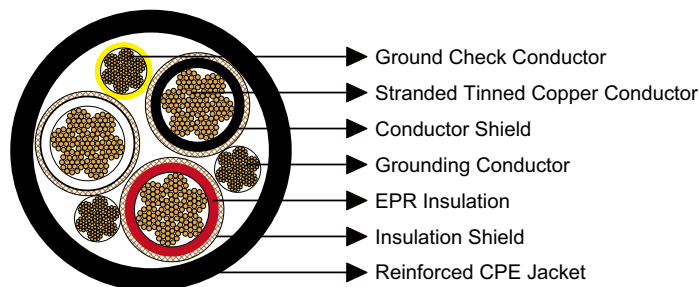 Ground Check Conductor
Stranded Tinned Copper Conductor
Conductor Shield
Grounding Conductor
EPR Insulation
Insulation Shield
Reinforced CPE Jacket